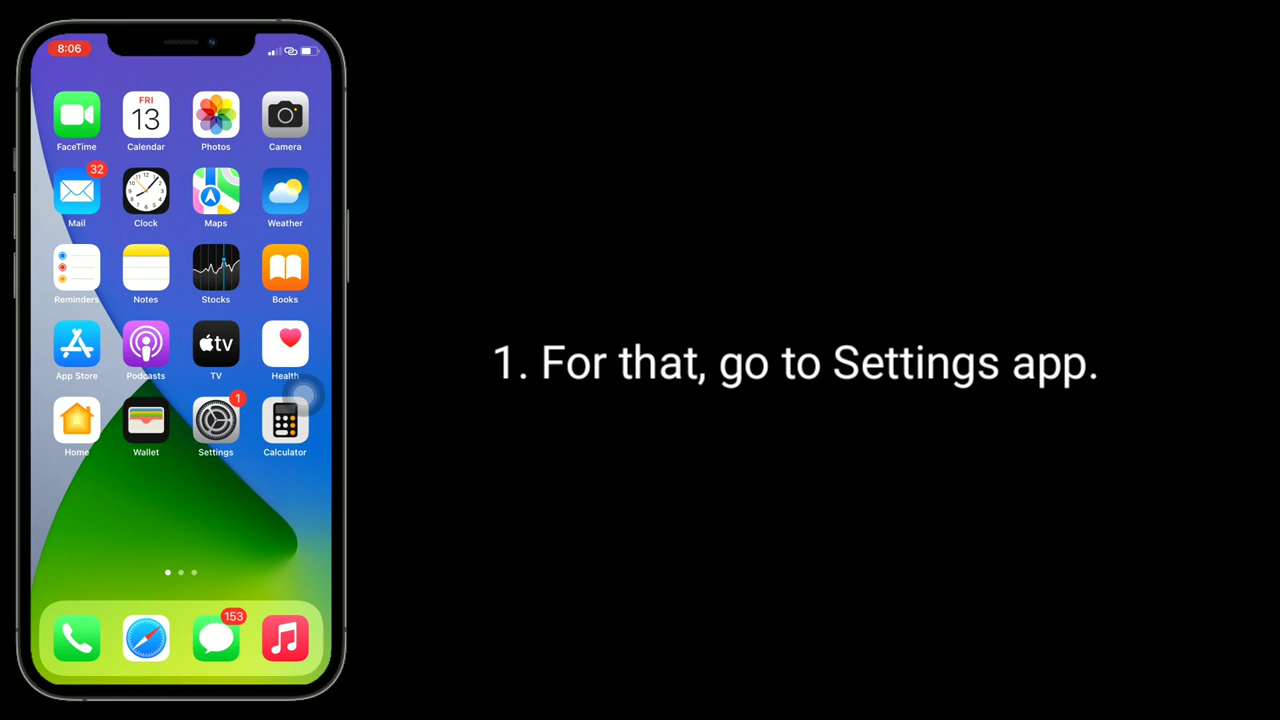 8:06
FRI
13
FaceTime
Calendar
Photos
Camera
32
Mail
Clock
Maps
Weather
Reminders
Notes
Stocks
Books
tv
App Store
Podcasts
TV
Health
1
Home
Wallet
Settings
Calculator
153
1. For that, go to Settings app.